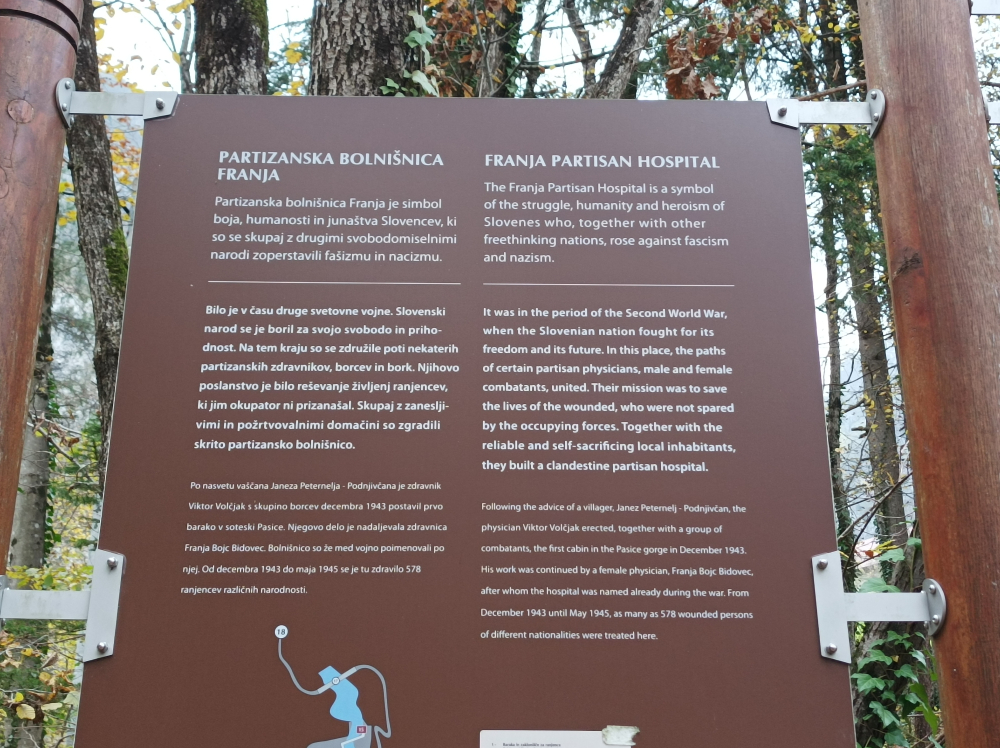 PARTIZANSKA BOLNIŠNICA
FRANJA
Partizanska bolnišnica Franja je simbol
boja, humanosti in junaštva Slovencev, ki
so se skupaj z drugimi svobodomiselnimi
narodi zoperstavili fašizmu in nacizmu.
Bilo je v času druge svetovne vojne. Slovenski
narod se je boril za svojo svobodo in priho-
dnost. Na tem kraju so se združile poti nekaterih
partizanskih zdravnikov, borcev in bork. Njihovo
poslanstvo je bilo reševanje življenj ranjencev,
ki jim okupator ni prizanašal. Skupaj z zaneslji-
vimi in požrtvovalnimi domačini so zgradili
skrito partizansko bolnišnico.
Po nasvetu vaščana Janeza Peternelja - Podnjivčana je zdravnik
Viktor Volčjak s skupino borcev decembra 1943 postavil prvo
barako v soteski Pasice. Njegovo delo je nadaljevala zdravnica
Franja Bojc Bidovec. Bolnišnico so že med vojno poimenovali po
njej. Od decembra 1943 do maja 1945 se je tu zdravilo 578
ranjencev različnih narodnosti.
FRANJA PARTISAN HOSPITAL
The Franja Partisan Hospital is a symbol
of the struggle, humanity and heroism of
Slovenes who, together with other
freethinking nations, rose against fascism
and nazism.
It was in the period of the Second World War,
when the Slovenian nation fought for its
freedom and its future. In this place, the paths
of certain partisan physicians, male and female
combatants, united. Their mission was to save
the lives of the wounded, who were not spared
by the occupying forces. Together with the
reliable and self-sacrificing local inhabitants,
they built a clandestine partisan hospital.
Following the advice of a villager, Janez Peternelj - Podnjivčan, the
physician Viktor Volčjak erected, together with a group of
combatants, the first cabin in the Pasice gorge in December 1943.
His work was continued by a female physician, Franja Bojc Bidovec,
after whom the hospital was named already during the war. From
December 1943 until May 1945, as many as 578 wounded persons
of different nationalities were treated here.
18